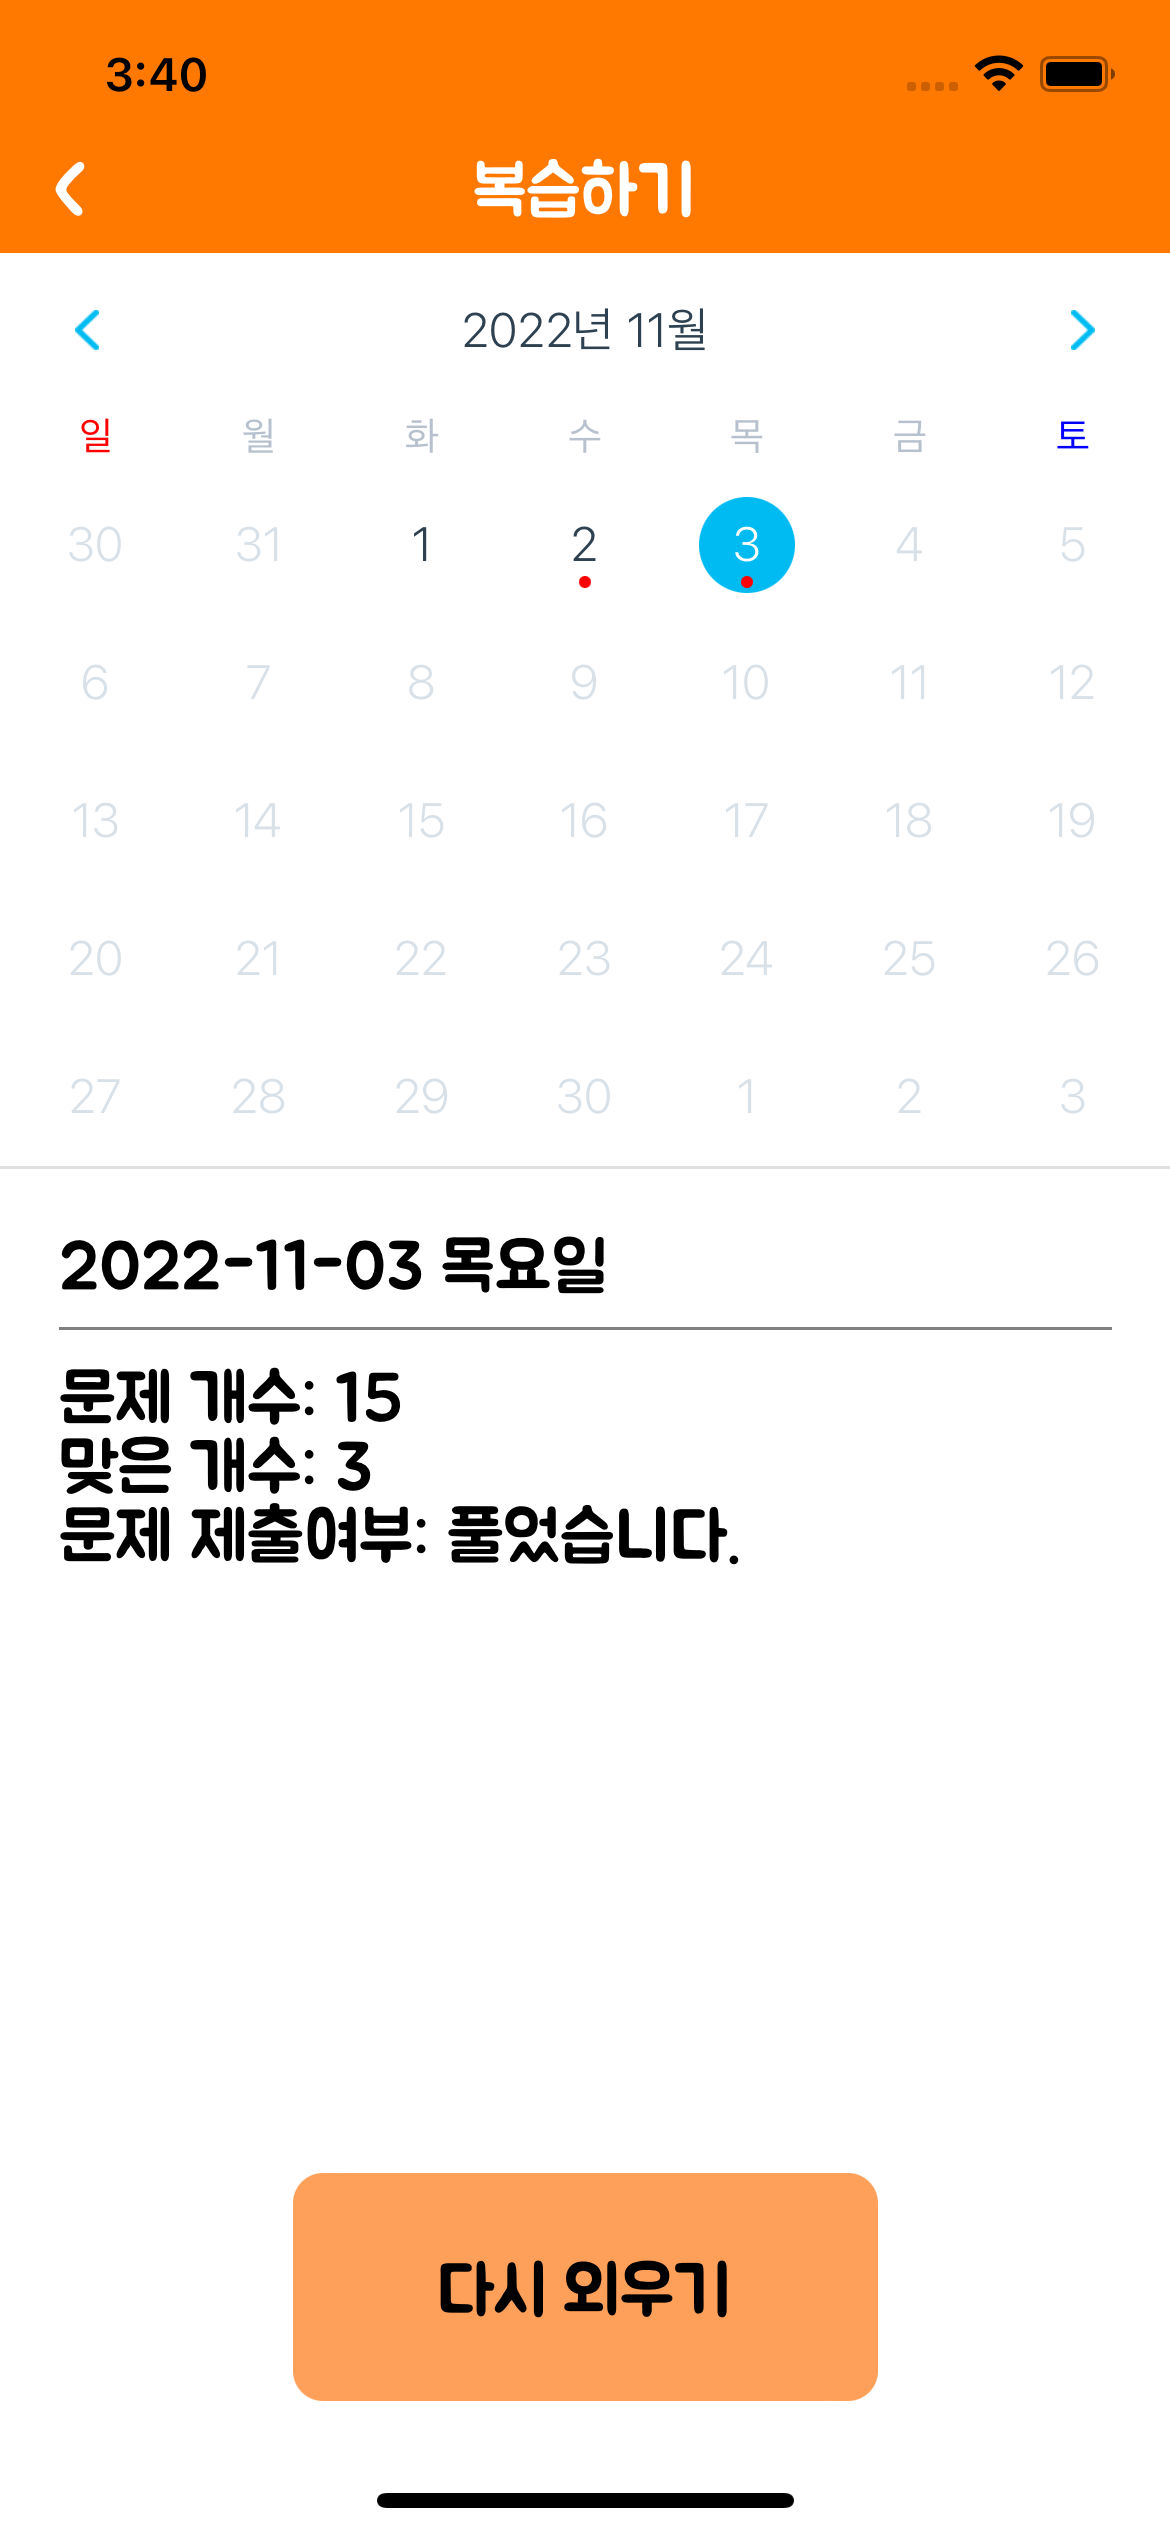 3:40
복습하기
2022년 11월
일 월 화 수 목 금 토
30 31 1 2 3 4 5
6 7 8 9 10 11 12
13 14 15 16 17 18 19
20 21 22 23 24 25 26
27 28 29 30 1 2 3
2022-11-03 목요일
문제 개수: 15
맞은 개수: 3
문제 제출여부: 풀었습니다.
다시 외우기